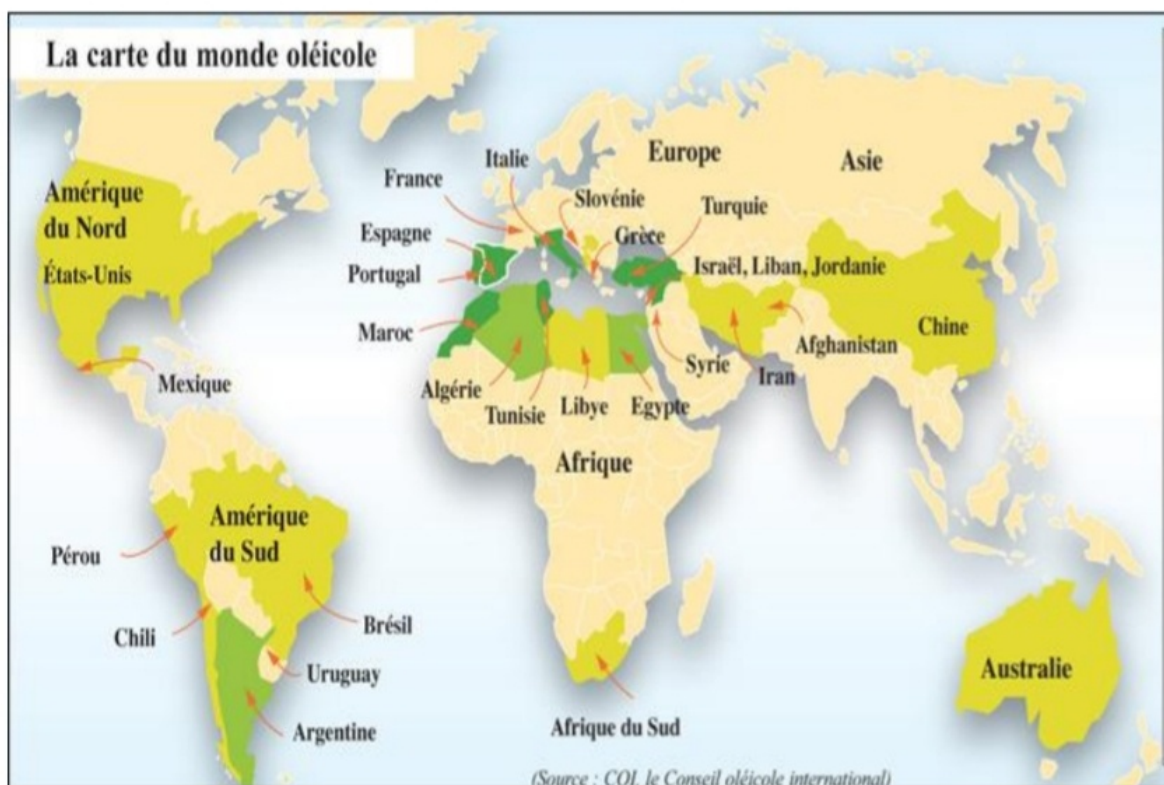 La carte du monde oléicole
Amérique
du Nord
États-Unis
Mexique
Italie
France
Espagne
Portugal
Maroc
Europe
Asie
Slovénie
Turquie
Grèce
Israël, Liban, Jordanie
Chine
Afghanistan
Syrie
Iran
Algérie
Tunisie
Libye
Egypte
Afrique
Amérique
du Sud
Pérou
Chili
Brésil
Uruguay
Argentine
Afrique du Sud
Australie
(Source : COI, le Conseil oléicole international)